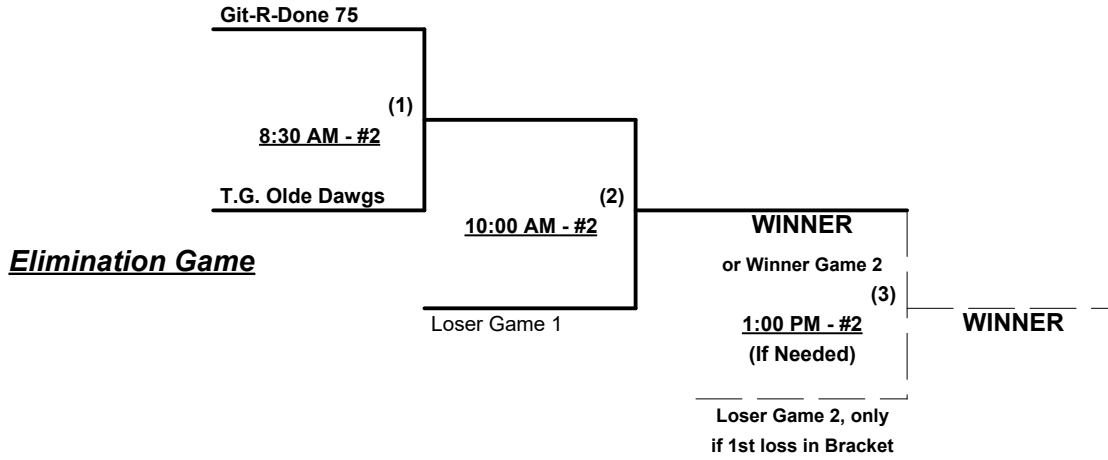 Git-R-Done 75
(1)
8:30 AM - #2
T.G. Olde Dawgs
(2)
10:00 AM - #2
WINNER
Elimination Game
or Winner Game 2
(3)
Loser Game 1
1:00 PM - #2
WINNER
(If Needed)
Loser Game 2, only
if 1st loss in Bracket